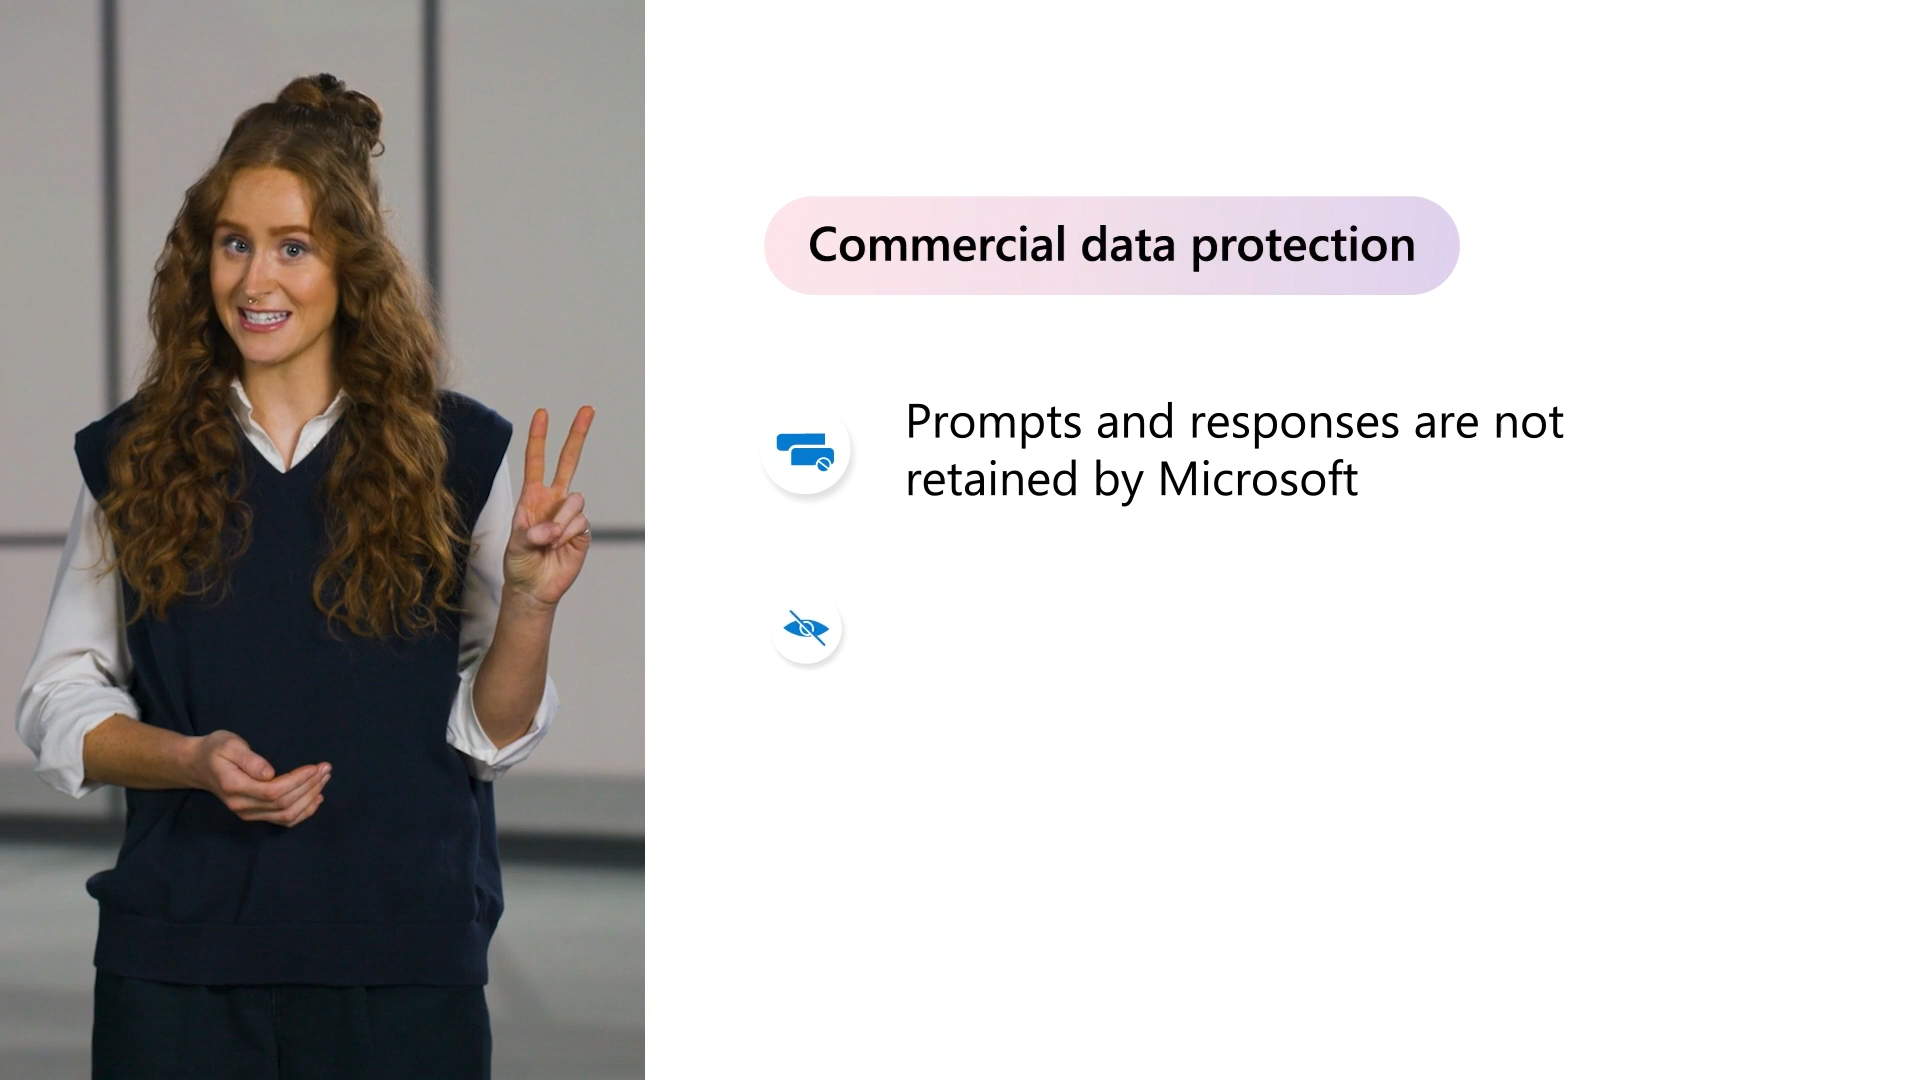 Commercial data protection
Prompts and responses are not
retained by Microsoft